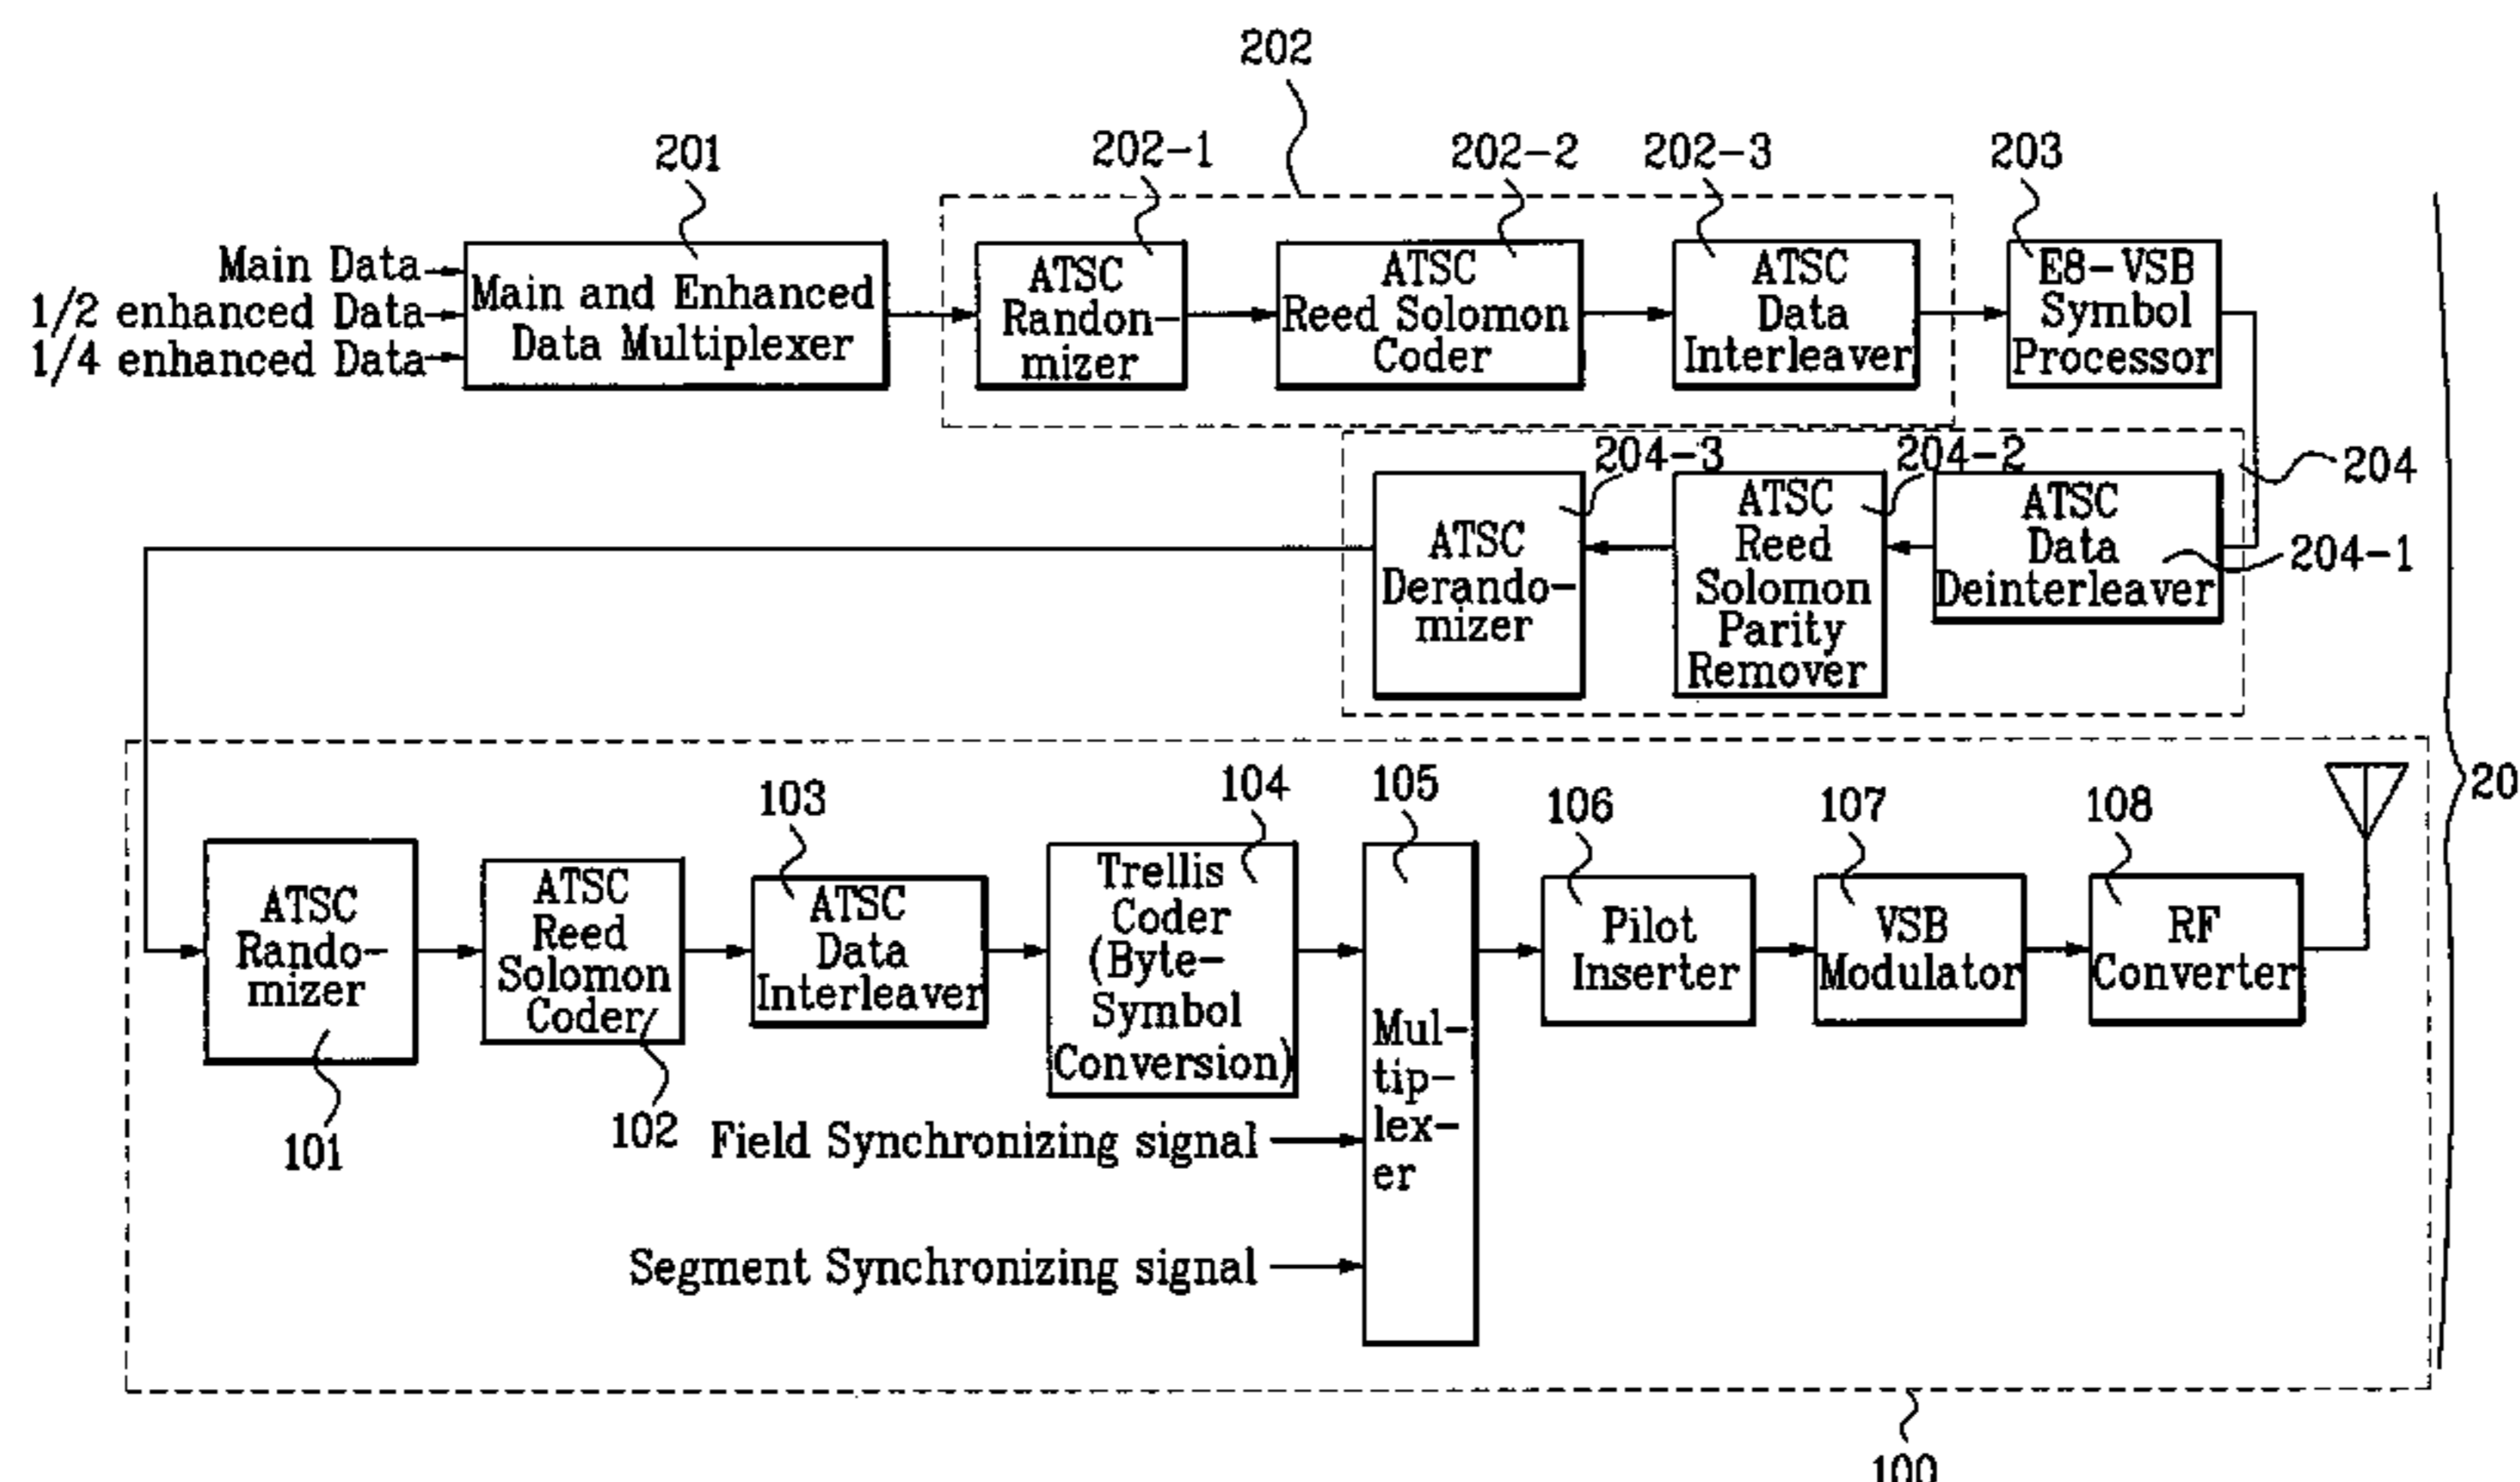 202
201
202-1
202-2
202-3
203
Main Data
1/2 enhanced Data
1/4 enhanced Data
Main and Enhanced
Data Multiplexer
ATSC
Randon-
mizer
ATSC
Reed Solomon
Coder
ATSC
Data
Interleaver
E8-VSB
Symbol
Processor
204-3
204-2
204
204-1
ATSC
Derando-
mizer
ATSC
Reed
Solomon
Parity
Remover
ATSC
Data
Deinterleaver
20
103
104
105
106
107
108
ATSC
Rando-
mizer
101
ATSC
Reed
Solomon
Coder
102
ATSC
Data
Interleaver
Trellis
Coder
(Byte-
Symbol
Conversion)
Mul-
tip-
lex-
er
Pilot
Inserter
VSB
Modulator
RF
Converter
Field Synchronizing signal
Segment Synchronizing signal
100